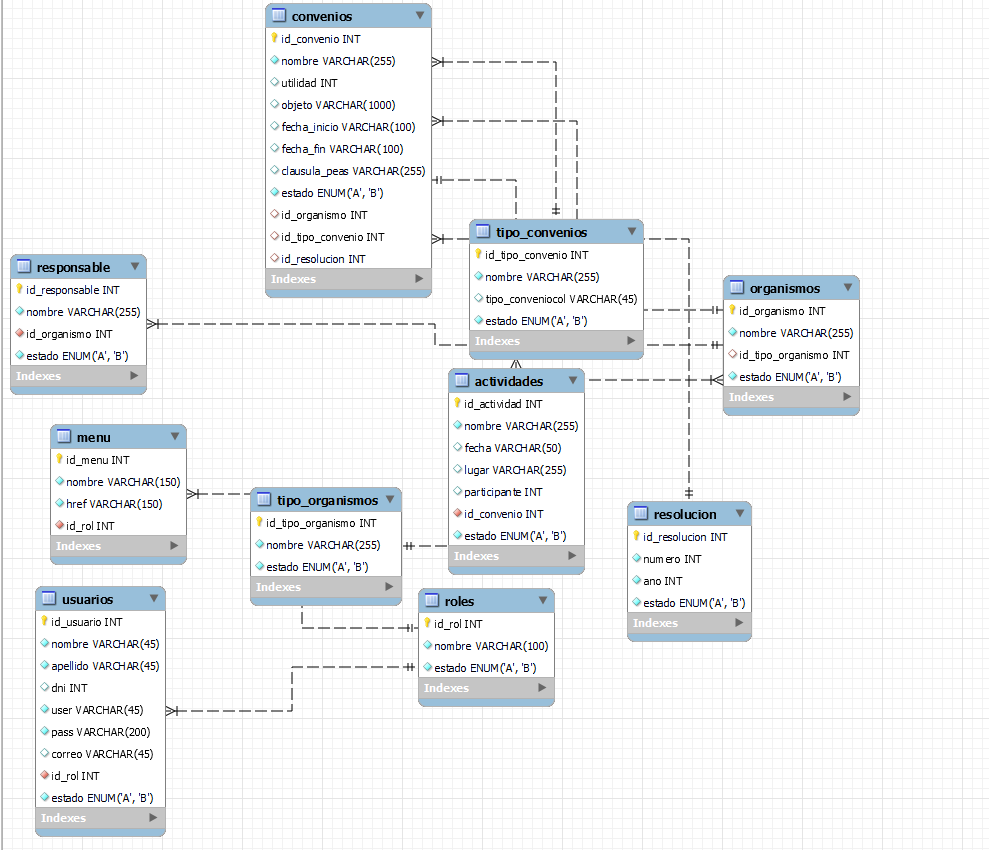 convenios
id_convenio INT
nombre VARCHAR(255)
utilidad INT
objeto VARCHAR(1000)
fecha_inicio VARCHAR(100)
fecha_fin VARCHAR(100)
clausula_peas VARCHAR(255)
estado ENUM('A', 'B')
id_organismo INT
id_tipo_convenio INT
id_resolucion INT
Indexes
tipo_convenios
id_tipo_convenio INT
nombre VARCHAR(255)
tipo_conveniocol VARCHAR(45)
estado ENUM('A', 'B')
Indexes
responsable
id_responsable INT
nombre VARCHAR(255)
id_organismo INT
estado ENUM('A', 'B')
Indexes
organismos
id_organismo INT
nombre VARCHAR(255)
id_tipo_organismo INT
estado ENUM('A', 'B')
Indexes
actividades
id_actividad INT
nombre VARCHAR(255)
fecha VARCHAR(50)
lugar VARCHAR(255)
participante INT
id_convenio INT
estado ENUM('A', 'B')
Indexes
menu
id_menu INT
nombre VARCHAR(150)
href VARCHAR(150)
id_rol INT
Indexes
tipo_organismos
id_tipo_organismo INT
nombre VARCHAR(255)
estado ENUM('A', 'B')
Indexes
resolucion
id_resolucion INT
numero INT
ano INT
estado ENUM('A', 'B')
Indexes
usuarios
id_usuario INT
nombre VARCHAR(45)
apellido VARCHAR(45)
dni INT
user VARCHAR(45)
pass VARCHAR(200)
correo VARCHAR(45)
id_rol INT
estado ENUM('A', 'B')
Indexes
roles
id_rol INT
nombre VARCHAR(100)
estado ENUM('A', 'B')
Indexes